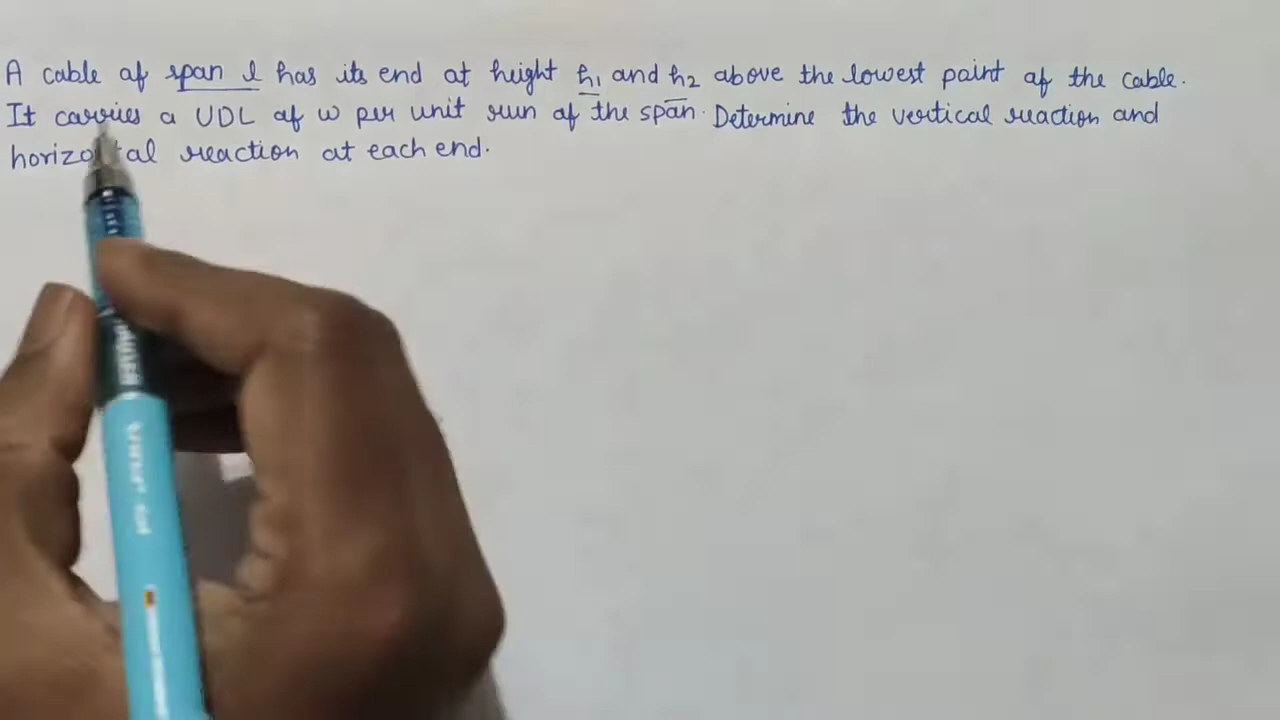 A cable of span l has its end at height h1 and h2 above the lowest point of the cable.
It carries a UDL of w per unit run of the span. Determine the vertical reaction and
horizontal reaction at each end.